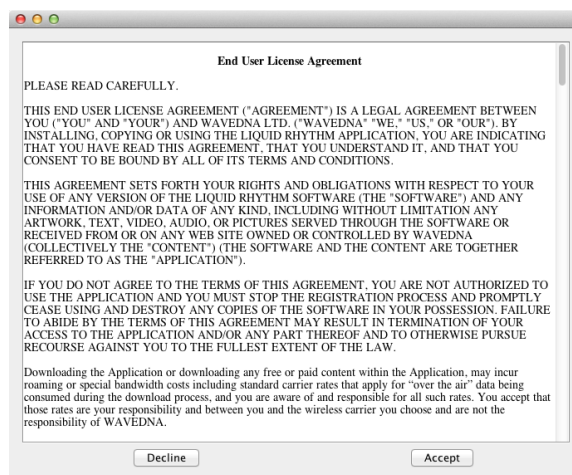 End User License Agreement
PLEASE READ CAREFULLY.
THIS END USER LICENSE AGREEMENT ("AGREEMENT") IS A LEGAL AGREEMENT BETWEEN
YOU ("YOU" AND "YOUR") AND WAVEDNA LTD. ("WAVEDNA" "WE," "US," OR "OUR"). BY
INSTALLING, COPYING OR USING THE LIQUID RHYTHM APPLICATION, YOU ARE INDICATING
THAT YOU HAVE READ THIS AGREEMENT, THAT YOU UNDERSTAND IT, AND THAT YOU
CONSENT TO BE BOUND BY ALL OF ITS TERMS AND CONDITIONS.
THIS AGREEMENT SETS FORTH YOUR RIGHTS AND OBLIGATIONS WITH RESPECT TO YOUR
USE OF ANY VERSION OF THE LIQUID RHYTHM SOFTWARE (THE "SOFTWARE") AND ANY
INFORMATION AND/OR DATA OF ANY KIND, INCLUDING WITHOUT LIMITATION ANY
ARTWORK, TEXT, VIDEO, AUDIO, OR PICTURES SERVED THROUGH THE SOFTWARE OR
RECEIVED FROM OR ON ANY WEB SITE OWNED OR CONTROLLED BY WAVEDNA
(COLLECTIVELY THE "CONTENT") (THE SOFTWARE AND THE CONTENT ARE TOGETHER
REFERRED TO AS THE "APPLICATION").
IF YOU DO NOT AGREE TO THE TERMS OF THIS AGREEMENT, YOU ARE NOT AUTHORIZED TO
USE THE APPLICATION AND YOU MUST STOP THE REGISTRATION PROCESS AND PROMPTLY
CEASE USING AND DESTROY ANY COPIES OF THE SOFTWARE IN YOUR POSSESSION. FAILURE
TO ABIDE BY THE TERMS OF THIS AGREEMENT MAY RESULT IN TERMINATION OF YOUR
ACCESS TO THE APPLICATION AND/OR ANY PART THEREOF AND TO OTHERWISE PURSUE
RECOURSE AGAINST YOU TO THE FULLEST EXTENT OF THE LAW.
Downloading the Application or downloading any free or paid content within the Application, may incur
roaming or special bandwidth costs including standard carrier rates that apply for “over the air” data being
consumed during the download process, and you are aware of and responsible for all such rates. You accept that
those rates are your responsibility and between you and the wireless carrier you choose and are not the
responsibility of WAVEDNA.
Decline
Accept